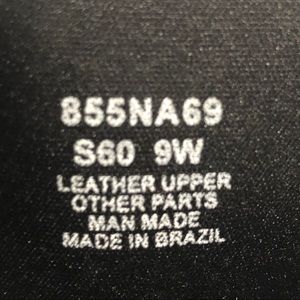 855NA69
S60 9W
LEATHER UPPER
OTHER PARTS
MAN MADE
MADE IN BRAZIL